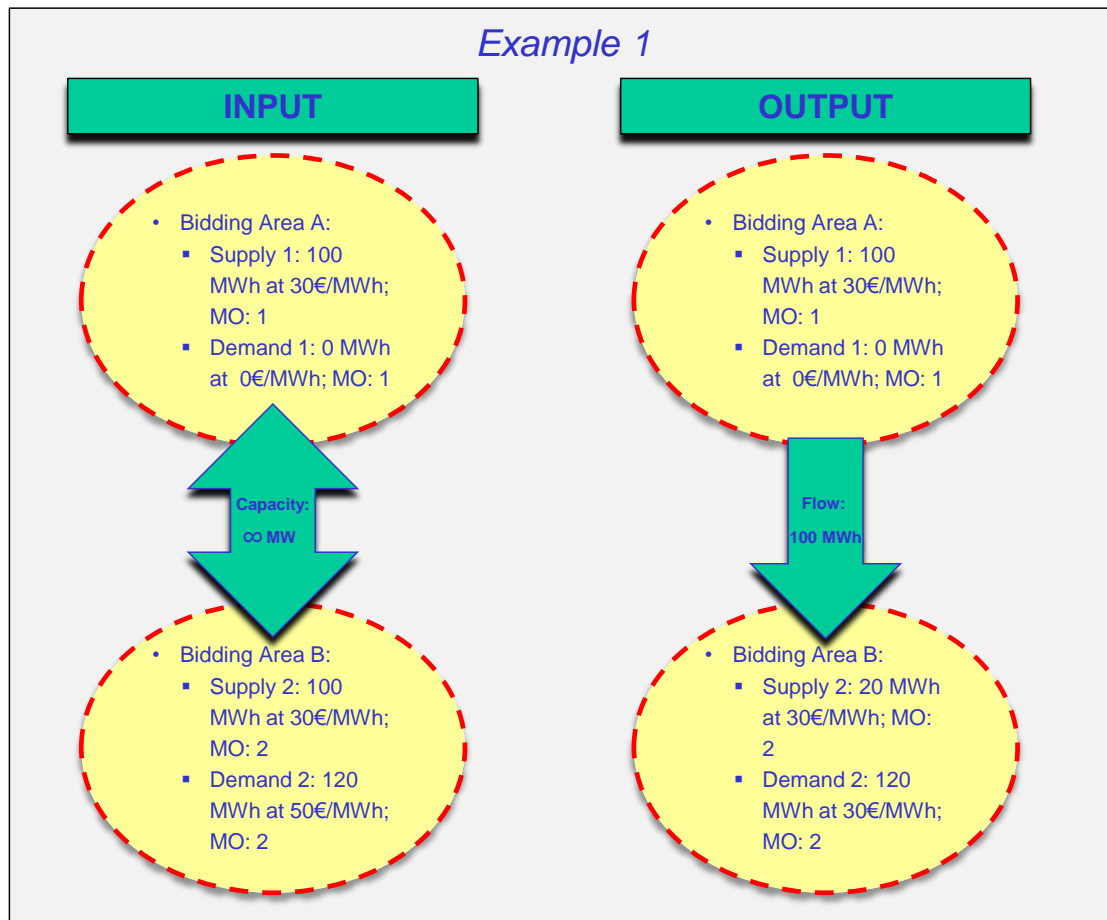 Example 1
INPUT
• Bidding Area A:
▪ Supply 1: 100
MWh at 30€/MWh;
MO: 1
▪ Demand 1: 0 MWh
at 0€/MWh; MO: 1
Capacity:
∞ MW
• Bidding Area B:
▪ Supply 2: 100
MWh at 30€/MWh;
MO: 2
▪ Demand 2: 120
MWh at 50€/MWh;
MO: 2
OUTPUT
• Bidding Area A:
▪ Supply 1: 100
MWh at 30€/MWh;
MO: 1
▪ Demand 1: 0 MWh
at 0€/MWh; MO: 1
Flow:
100 MWh
• Bidding Area B:
▪ Supply 2: 20 MWh
at 30€/MWh; MO:
2
▪ Demand 2: 120
MWh at 30€/MWh;
MO: 2